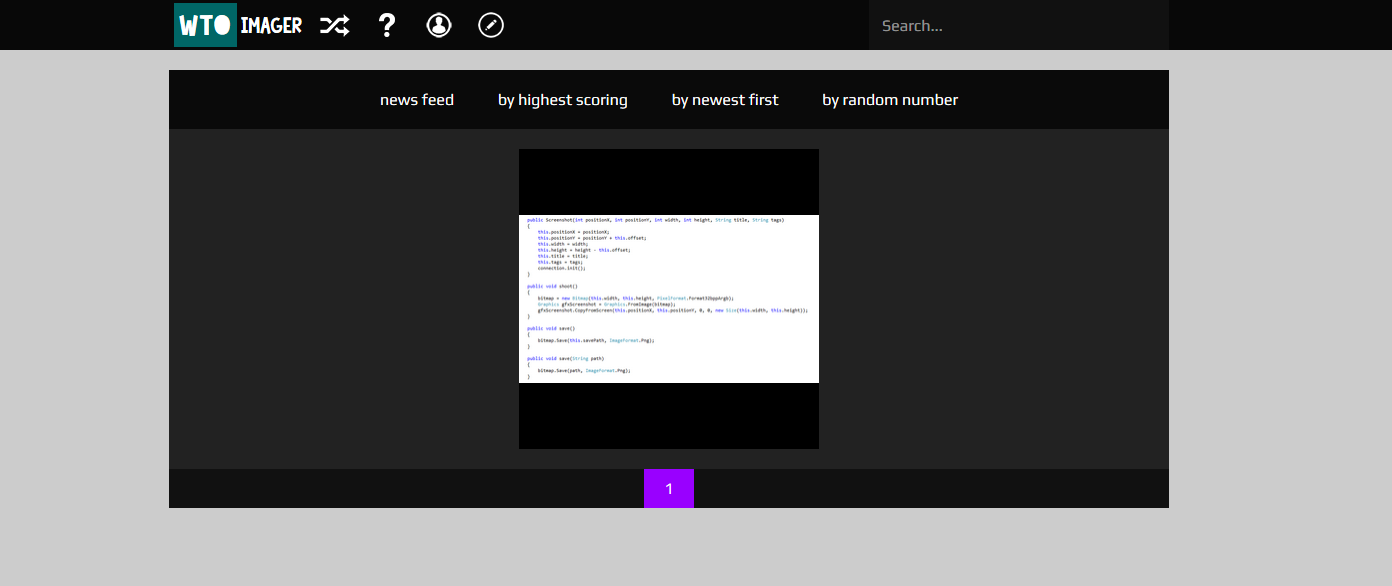 WTO IMAGER ?
Search...
news feed
by highest scoring
by newest first
by random number
public Screenshot(int positionX, int positionY, int width, int height, String title, String tags)
{
this.positionX = positionX;
this.positionY = positionY + this.offset;
this.width = width;
this.height = height - this.offset;
this.title = title;
this.tags = tags;
connection.init();
}
public void shoot()
{
bitmap = new Bitmap(this.width, this.height, PixelFormat.Format32bppArgb);
Graphics gfxScreenshot = Graphics.FromImage(bitmap);
gfxScreenshot.CopyFromScreen(this.positionX, this.positionY, 0, 0, new Size(this.width, this.height));
}
public void save()
{
bitmap.Save(this.savePath, ImageFormat.Png);
}
public void save(String path)
{
bitmap.Save(path, ImageFormat.Png);
}
1